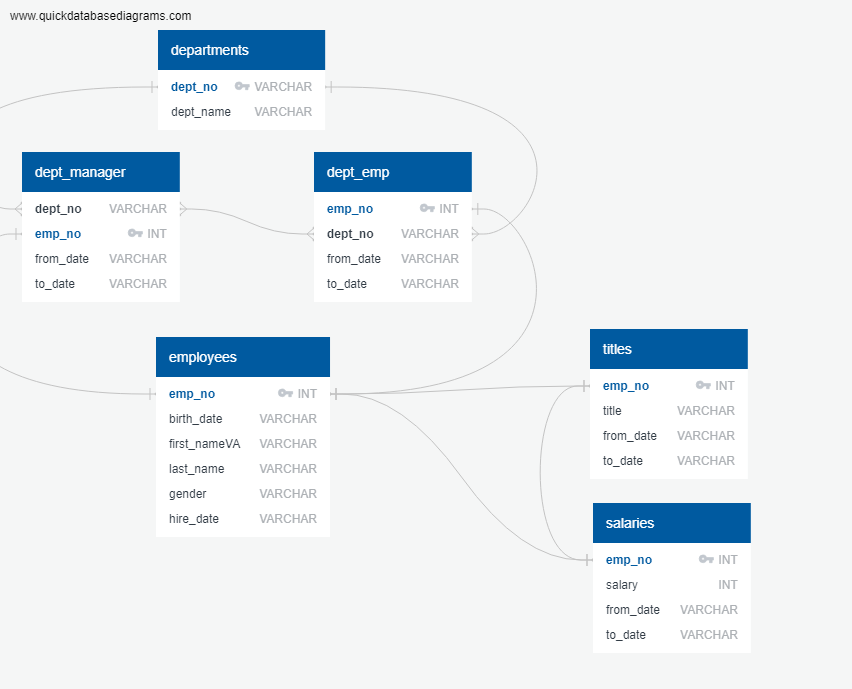 www.quickdatabasediagrams.com
departments
dept_no VARCHAR
dept_name VARCHAR
dept_manager
dept_no VARCHAR
emp_no INT
from_date VARCHAR
to_date VARCHAR
dept_emp
emp_no INT
dept_no VARCHAR
from_date VARCHAR
to_date VARCHAR
employees
emp_no INT
birth_date VARCHAR
first_nameVA VARCHAR
last_name VARCHAR
gender VARCHAR
hire_date VARCHAR
titles
emp_no INT
title VARCHAR
from_date VARCHAR
to_date VARCHAR
salaries
emp_no INT
salary INT
from_date VARCHAR
to_date VARCHAR